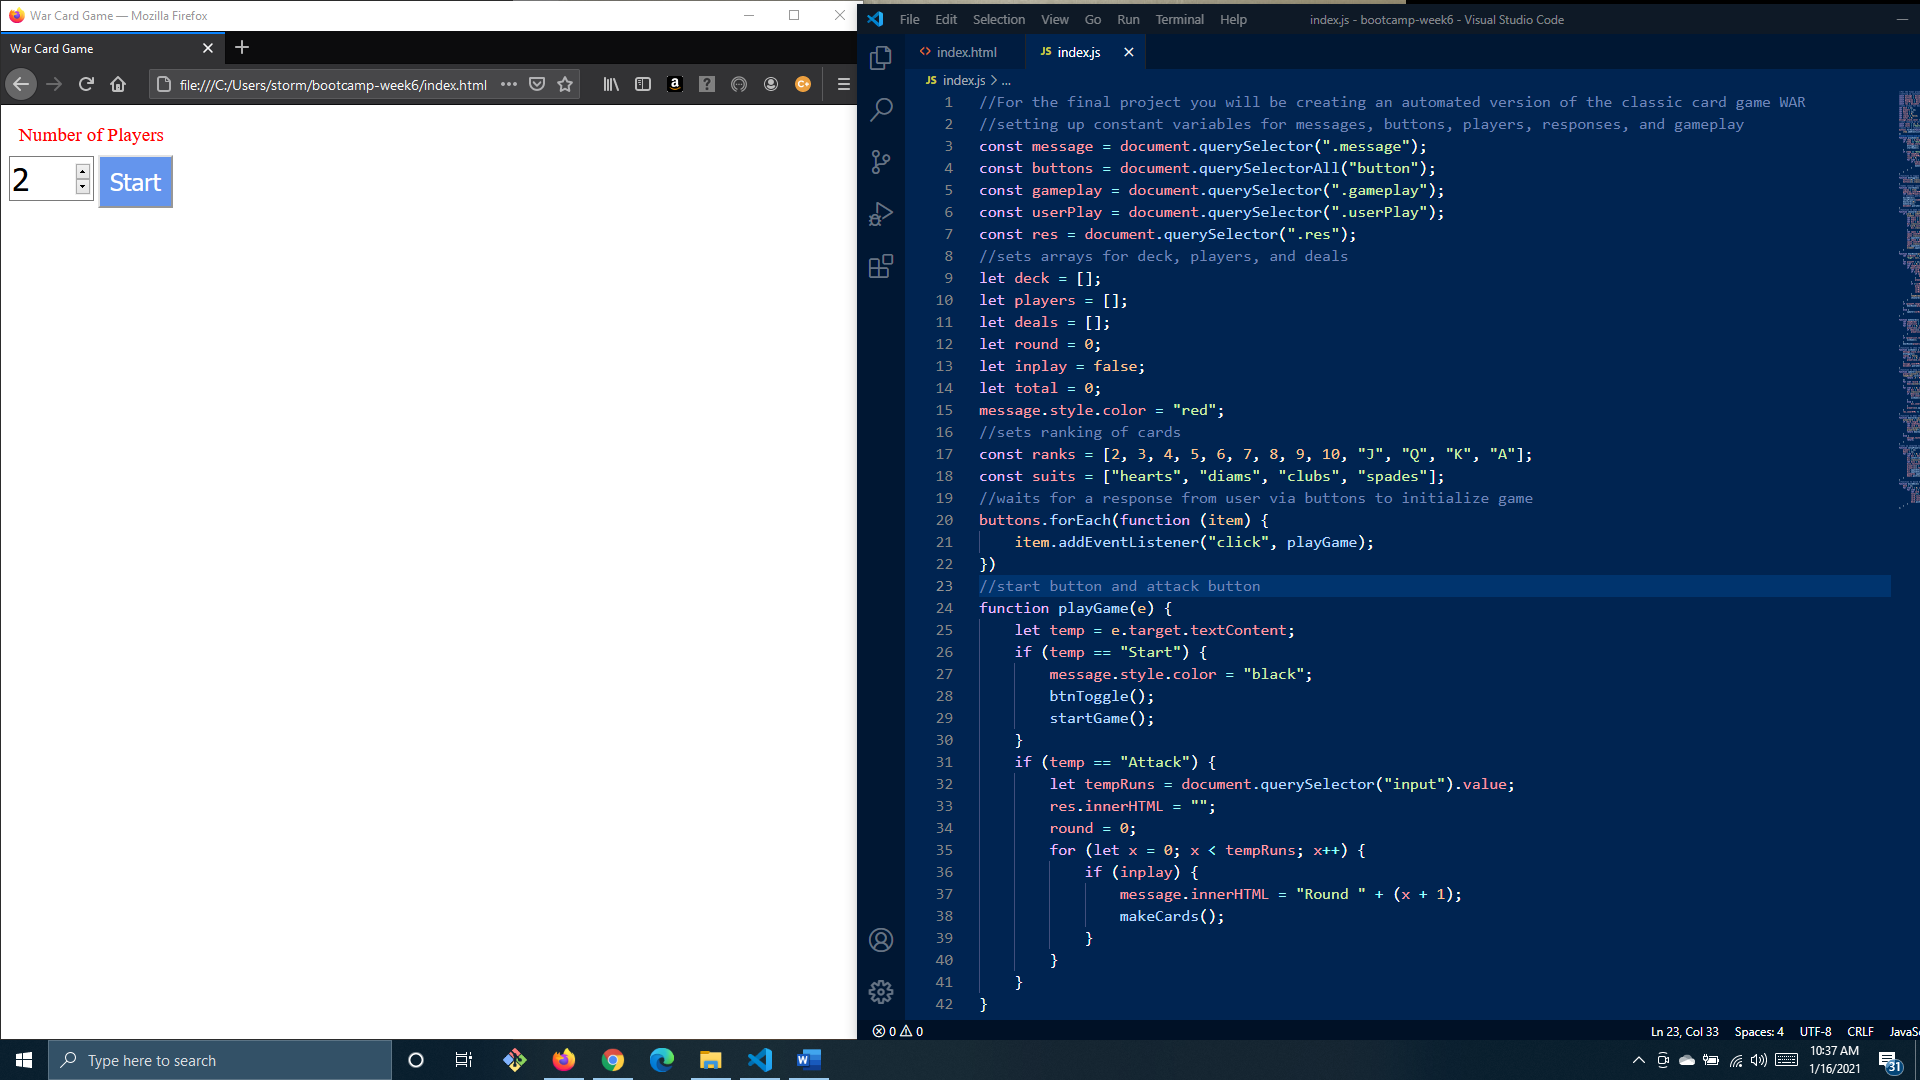 War Card Game — Mozilla Firefox
War Card Game
file:///C:/Users/storm/bootcamp-week6/index.html
Number of Players
2
Start
File Edit Selection View Go Run Terminal Help
index.js - bootcamp-week6 - Visual Studio Code
index.html
JS index.js
JS index.js > ...
1 //For the final project you will be creating an automated version of the classic card game WAR
2 //setting up constant variables for messages, buttons, players, responses, and gameplay
3 const message = document.querySelector(".message");
4 const buttons = document.querySelectorAll("button");
5 const gameplay = document.querySelector(".gameplay");
6 const userPlay = document.querySelector(".userPlay");
7 const res = document.querySelector(".res");
8 //sets arrays for deck, players, and deals
9 let deck = [];
10 let players = [];
11 let deals = [];
12 let round = 0;
13 let inplay = false;
14 let total = 0;
15 message.style.color = "red";
16 //sets ranking of cards
17 const ranks = [2, 3, 4, 5, 6, 7, 8, 9, 10, "J", "Q", "K", "A"];
18 const suits = ["hearts", "diams", "clubs", "spades"];
19 //waits for a response from user via buttons to initialize game
20 buttons.forEach(function (item) {
21 item.addEventListener("click", playGame);
22 })
23 //start button and attack button
24 function playGame(e) {
25 let temp = e.target.textContent;
26 if (temp == "Start") {
27 message.style.color = "black";
28 btnToggle();
29 startGame();
30 }
31 if (temp == "Attack") {
32 let tempRuns = document.querySelector("input").value;
33 res.innerHTML = "";
34 round = 0;
35 for (let x = 0; x < tempRuns; x++) {
36 if (inplay) {
37 message.innerHTML = "Round " + (x + 1);
38 makeCards();
39 }
40 }
41 }
42 }
0 0
Ln 23, Col 33 Spaces: 4 UTF-8 CRLF JavaS
Type here to search
10:37 AM
1/16/2021
31